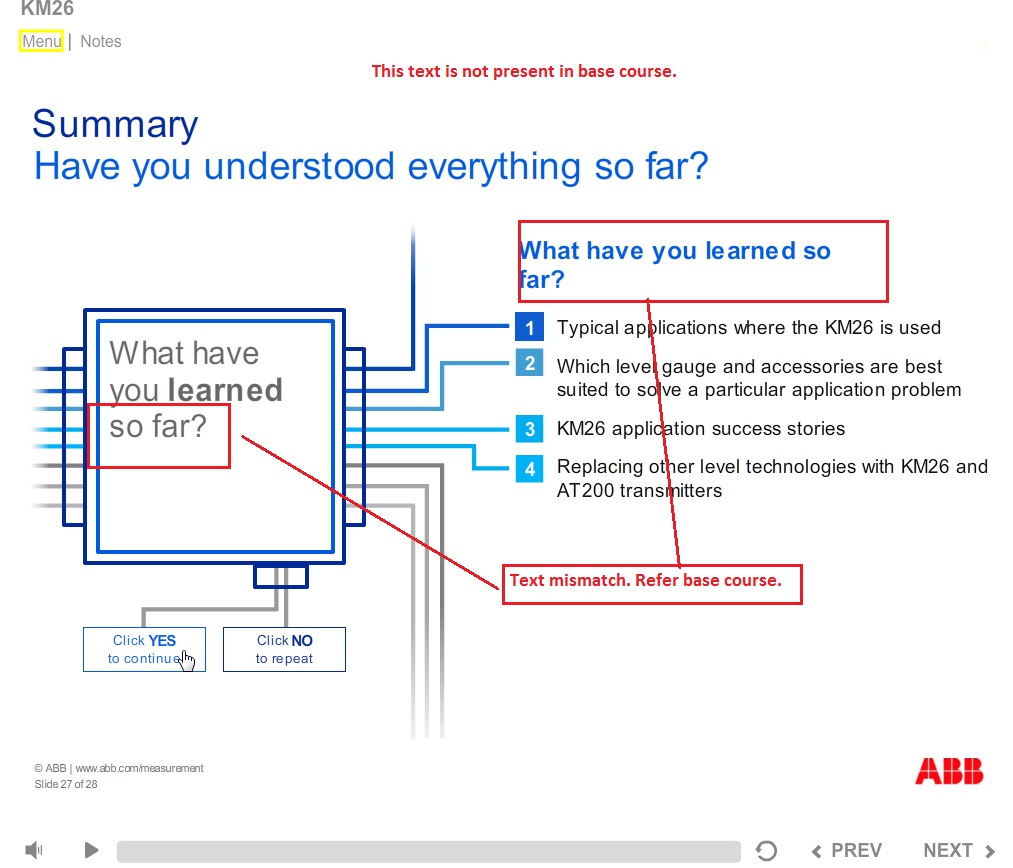 KM26
Menu | Notes
This text is not present in base course.
Summary
Have you understood everything so far?
What have you learned so
far?
What have
you learned
so far?
1 Typical applications where the KM26 is used
2 Which level gauge and accessories are best
suited to solve a particular application problem
3 KM26 application success stories
4 Replacing other level technologies with KM26 and
AT200 transmitters
Text mismatch. Refer base course.
Click YES
to continue
Click NO
to repeat
© ABB | www.abb.com/measurement
Slide 27 of 28
ABB
PREV
NEXT